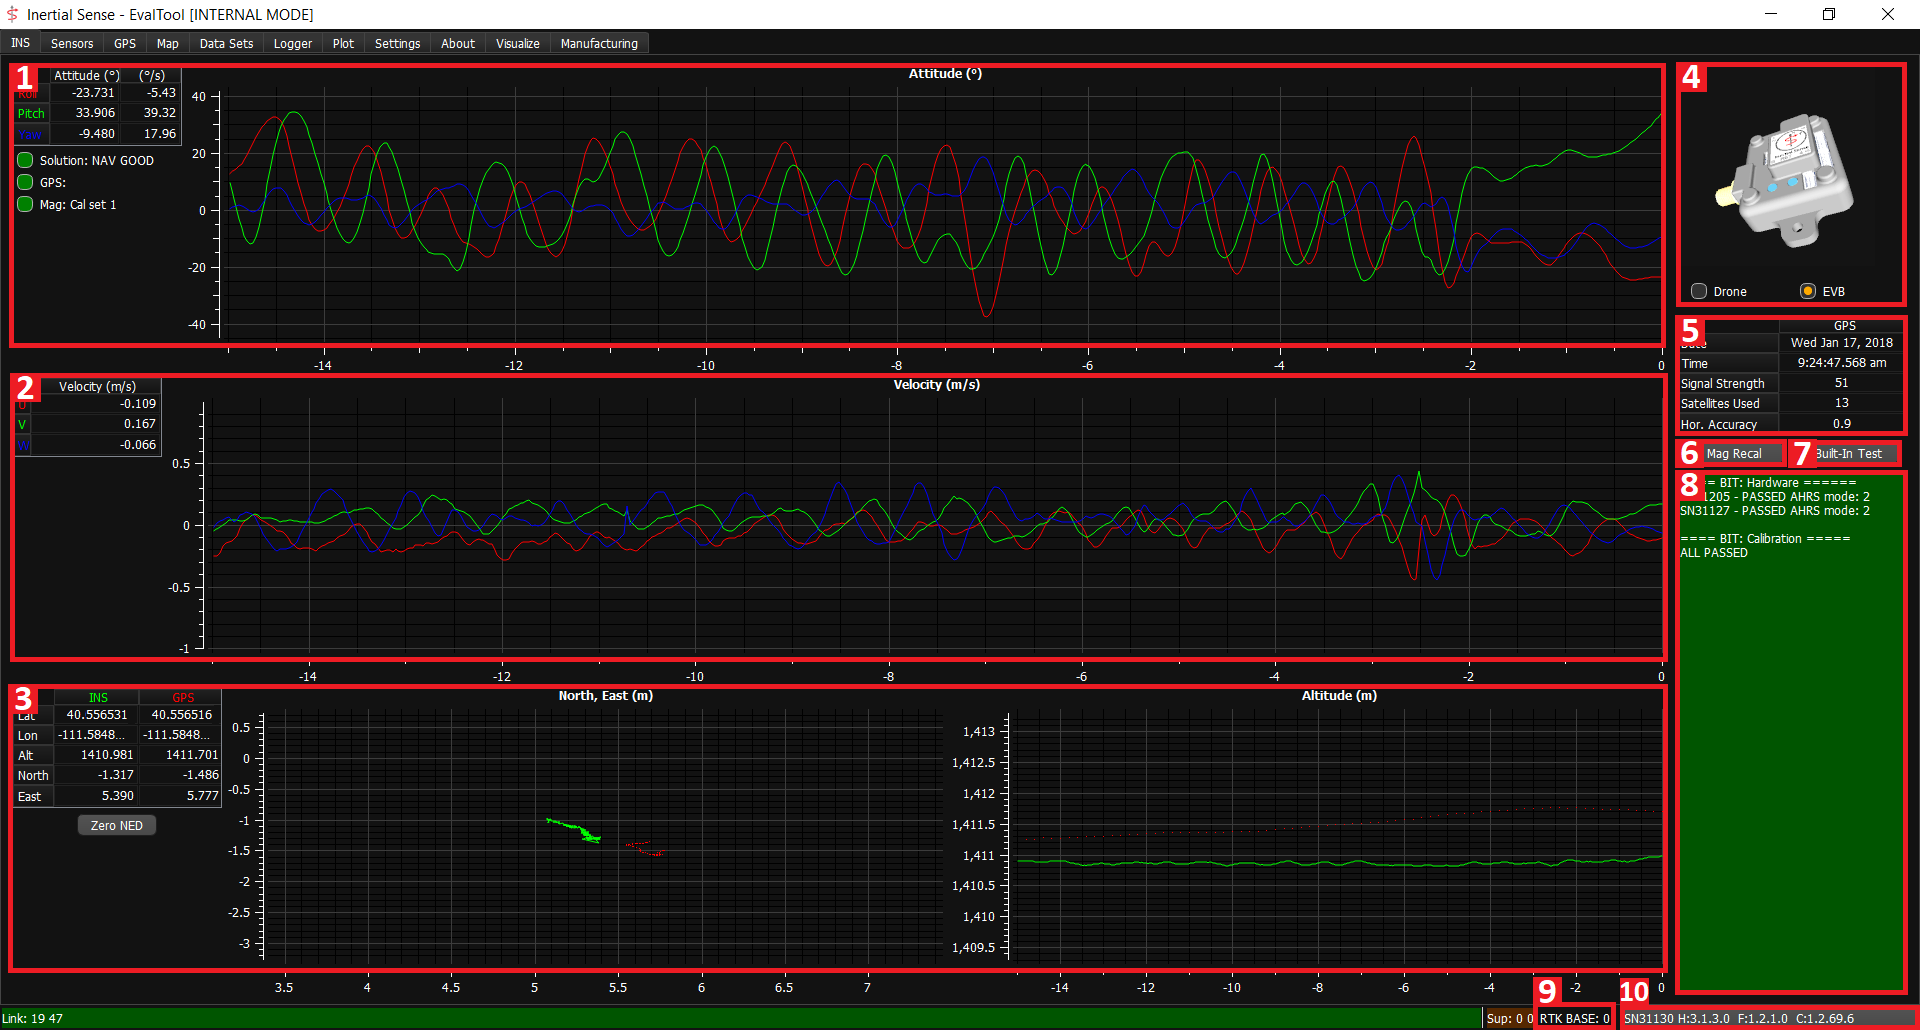 Inertial Sense - EvalTool [INTERNAL MODE]
INS Sensors GPS Map Data Sets Logger Plot Settings About Visualize Manufacturing
1
Attitude (°) (°/s)
Roll -23.731 -5.43
Pitch 33.906 39.32
Yaw -9.480 17.96
Solution: NAV GOOD
GPS:
Mag: Cal set 1
Attitude (º)
40
20
0
-20
-40
-14 -12 -10 -8 -6 -4 -2 0
2
Velocity (m/s)
U -0.109
V 0.167
W -0.066
Velocity (m/s)
0.5
0
-0.5
-1
-14 -12 -10 -8 -6 -4 -2 0
3
INS GPS
Lat 40.556531 40.556516
Lon -111.5848... -111.5848...
Alt 1410.981 1411.701
North -1.317 -1.486
East 5.390 5.777
Zero NED
North, East (m)
0.5
0
-0.5
-1
-1.5
-2
-2.5
-3
3.5 4 4.5 5 5.5 6 6.5 7
Altitude (m)
1,413
1,412.5
1,412
1,411.5
1,411
1,410.5
1,410
1,409.5
-14 -12 -10 -8 -6 -4 -2 0
4
Drone EVB
5
GPS
Date Wed Jan 17, 2018
Time 9:24:47.568 am
Signal Strength 51
Satellites Used 13
Hor. Accuracy 0.9
6 Mag Recal
7 Built-In Test
8
== BIT: Hardware ======
1205 - PASSED AHRS mode: 2
SN31127 - PASSED AHRS mode: 2
==== BIT: Calibration =====
ALL PASSED
9
10
Link: 19 47
Sup: 0 0
RTK BASE: 0
SN31130 H:3.1.3.0 F:1.2.1.0 C:1.2.69.6